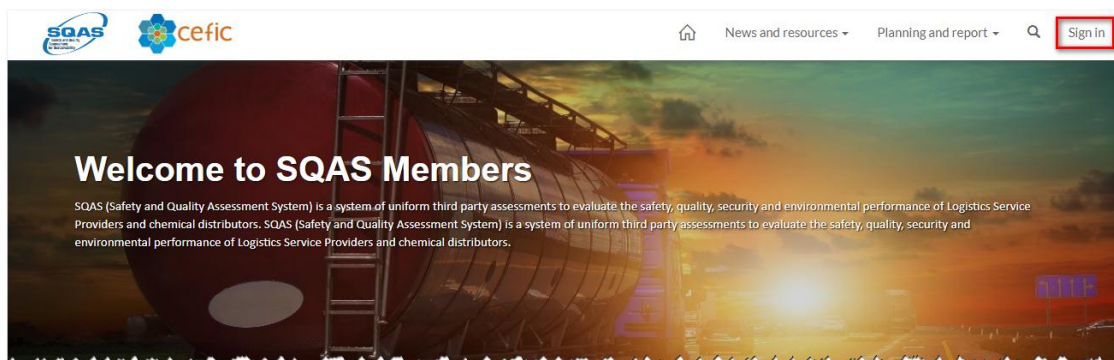 SQAS
cefic
News and resources
Planning and report
Sign in
Welcome to SQAS Members
SQAS (Safety and Quality Assessment System) is a system of uniform third party assessments to evaluate the safety, quality, security and environmental performance of Logistics Service
Providers and chemical distributors. SQAS (Safety and Quality Assessment System) is a system of uniform third party assessments to evaluate the safety, quality, security and
environmental performance of Logistics Service Providers and chemical distributors.